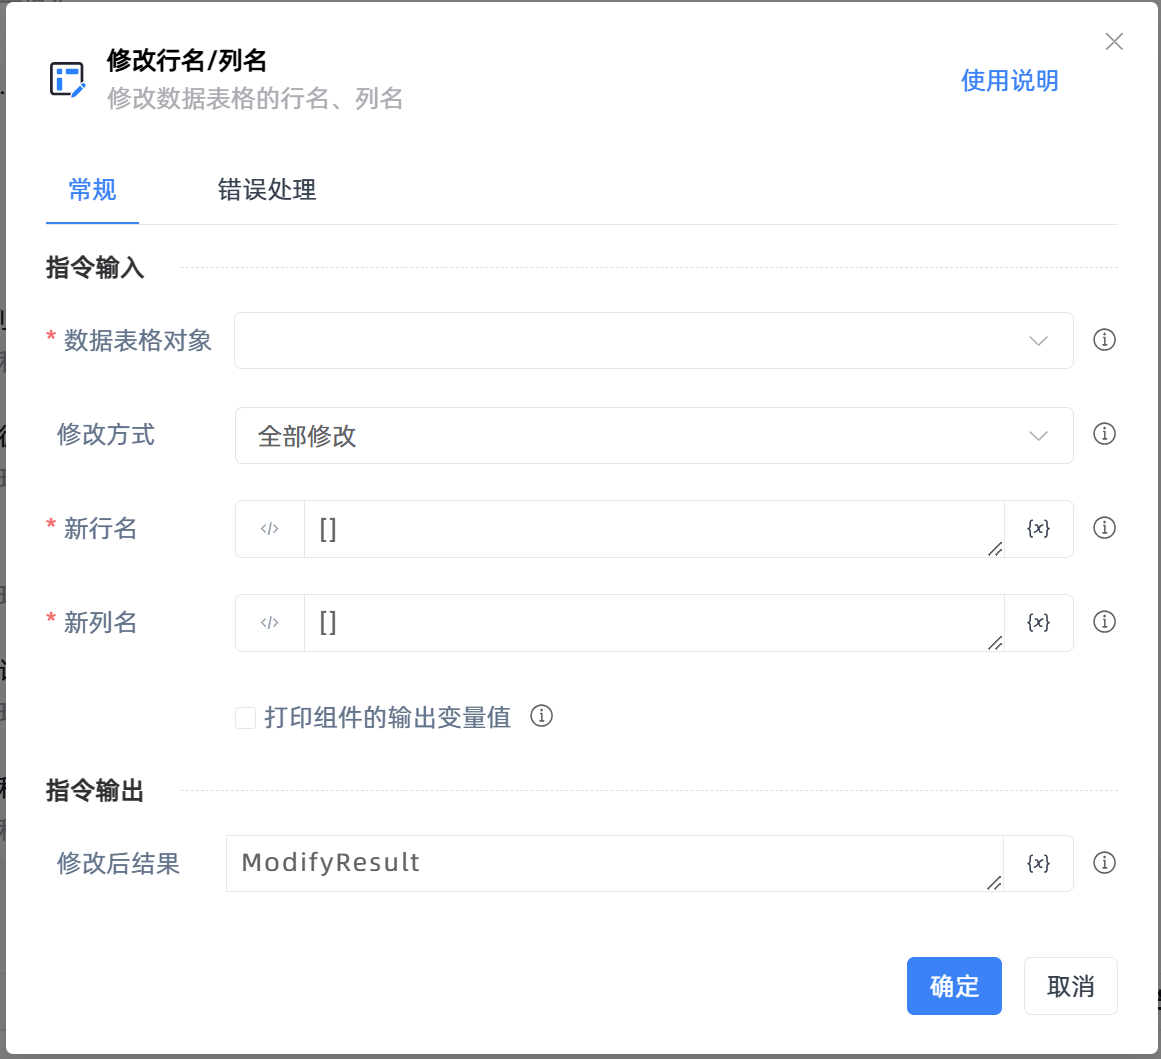 修改行名/列名
修改数据表格的行名、列名
使用说明
常规
错误处理
指令输入
* 数据表格对象
修改方式
全部修改
* 新行名
</>
[]
{x}
* 新列名
</>
[]
{x}
打印组件的输出变量值
指令输出
修改后结果
ModifyResult
{x}
确定
取消